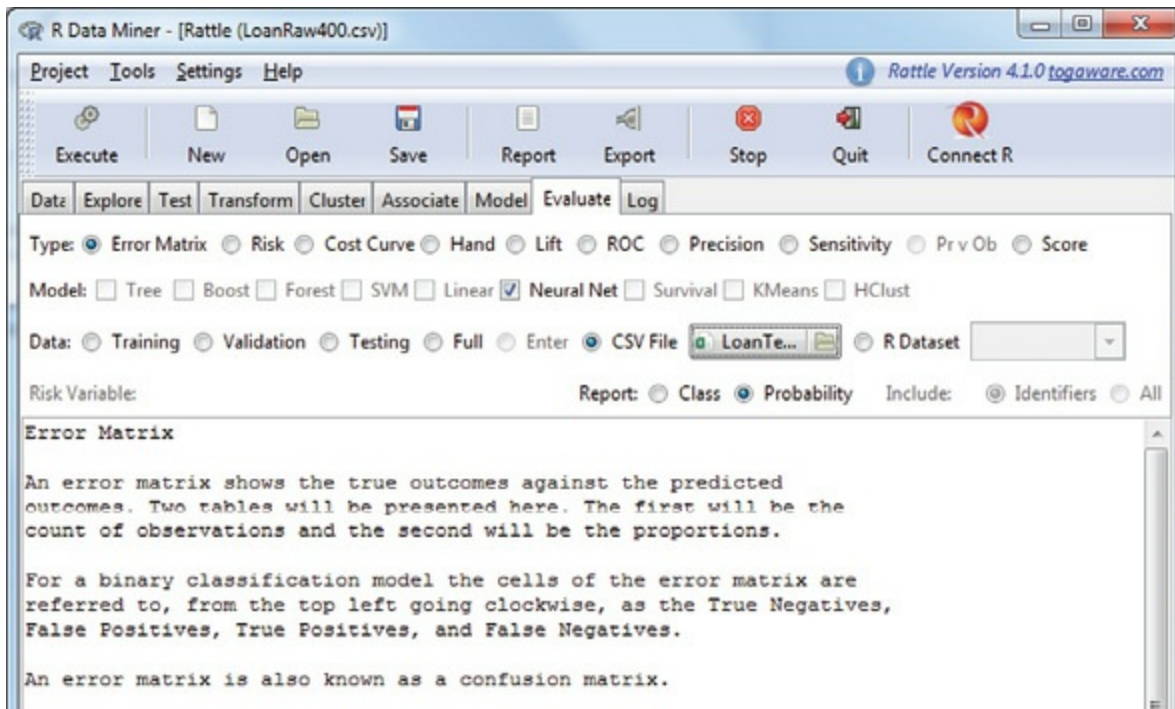 R Data Miner - [Rattle (LoanRaw400.csv)]
Project Tools Settings Help Rattle Version 4.1.0 togaware.com
Execute New Open Save Report Export Stop Quit Connect R
Data Explore Test Transform Cluster Associate Model Evaluate Log
Type: Error Matrix Risk Cost Curve Hand Lift ROC Precision Sensitivity Pr v Ob Score
Model: Tree Boost Forest SVM Linear Neural Net Survival KMeans HClust
Data: Training Validation Testing Full Enter CSV File LoanTe... R Dataset
Risk Variable: Report: Class Probability Include: Identifiers All
Error Matrix
An error matrix shows the true outcomes against the predicted
outcomes. Two tables will be presented here. The first will be the
count of observations and the second will be the proportions.
For a binary classification model the cells of the error matrix are
referred to, from the top left going clockwise, as the True Negatives,
False Positives, True Positives, and False Negatives.
An error matrix is also known as a confusion matrix.